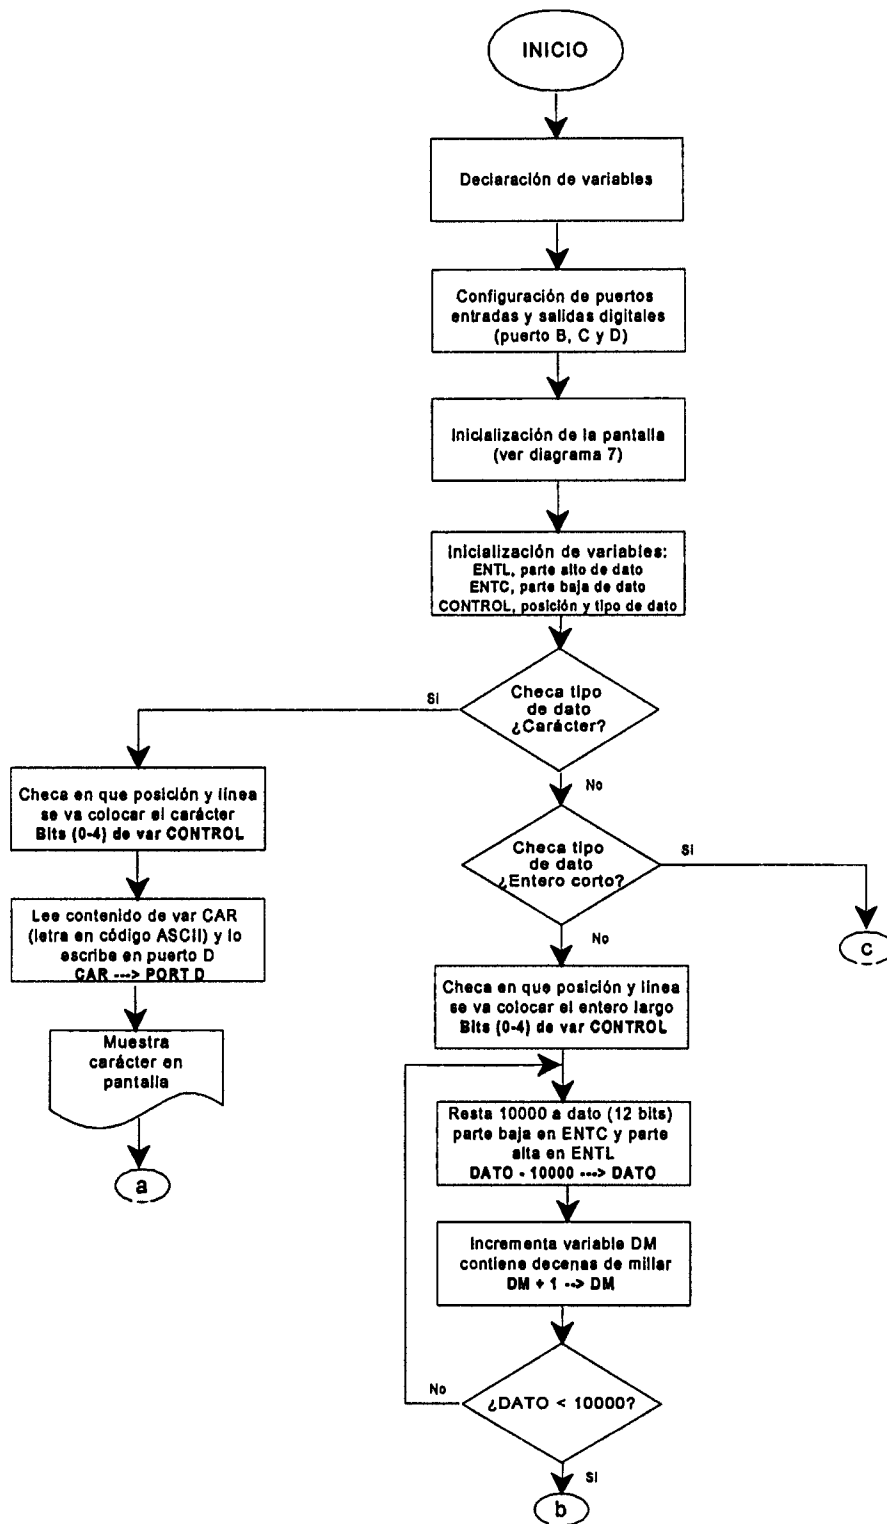 INICIO
Declaración de variables
Configuración de puertos
entradas y salidas digitales
(puerto B, C y D)
Inicialización de la pantalla
(ver diagrama 7)
Inicialización de variables:
ENTL, parte alto de dato
ENTC, parte baja de dato
CONTROL, posición y tipo de dato
Checa tipo
de dato
¿Carácter?
Si
No
Checa en que posición y línea
se va colocar el carácter
Bits (0-4) de var CONTROL
Lee contenido de var CAR
(letra en código ASCII) y lo
escribe en puerto D
CAR ---> PORT D
Muestra
carácter en
pantalla
a
Checa tipo
de dato
¿Entero corto?
Si
No
c
Checa en que posición y línea
se va colocar el entero largo
Bits (0-4) de var CONTROL
Resta 10000 a dato (12 bits)
parte baja en ENTC y parte
alta en ENTL
DATO - 10000 ---> DATO
Incrementa variable DM
contiene decenas de millar
DM + 1 --> DM
¿DATO < 10000?
No
Si
b